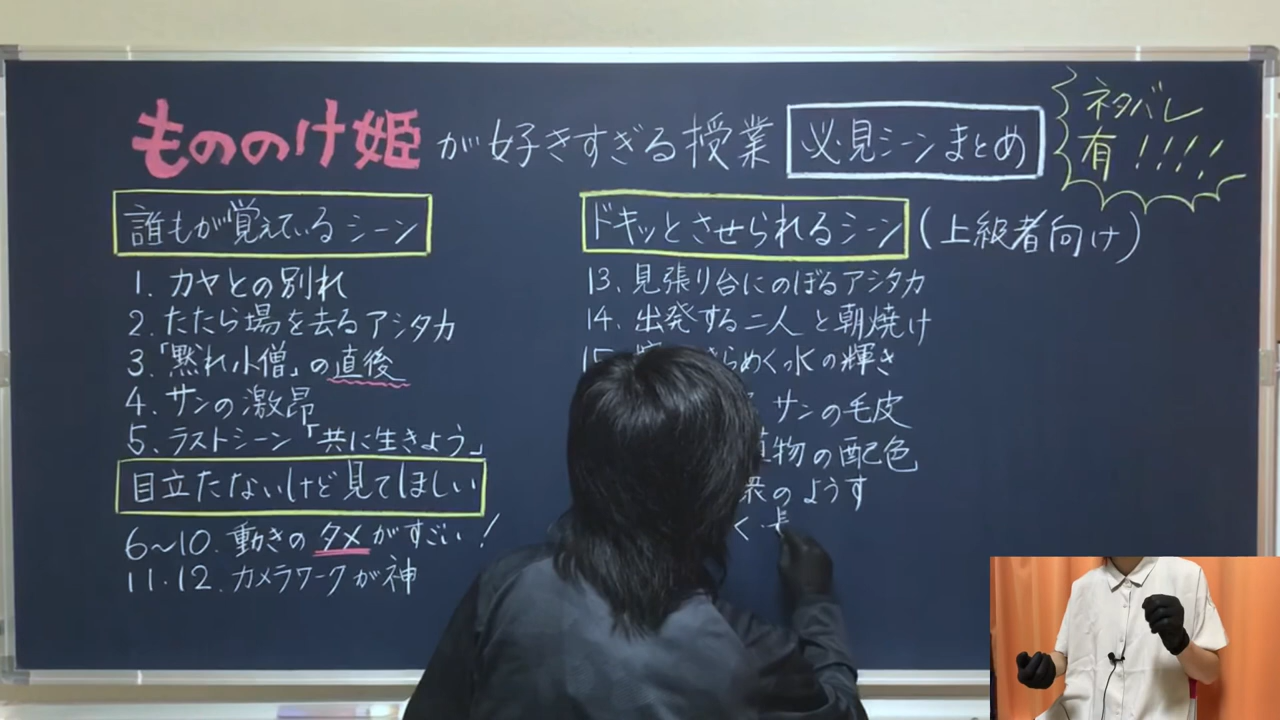 もののけ姫が好きすぎる授業 必見シーンまとめ
ネタバレ
有!!!!
誰もが覚えているシーン
1. カヤとの別れ
2. たたら場を去るアシタカ
3.「黙れ小僧」の直後
4. サンの激昂
5. ラストシーン「共に生きよう」
目立たないけど見てほしい
6〜10. 動きのタメがすごい!
11.12. カメラワークが神
ドキッとさせられるシーン(上級者向け)
13. 見張り台にのぼるアシタカ
14. 出発する二人と朝焼け
らめく水の輝き
サンの毛皮
物の配色
のようす
く